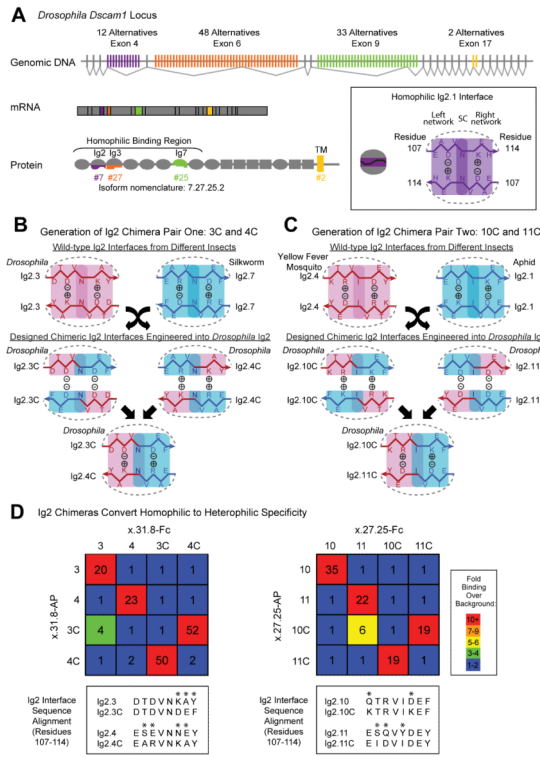 A
Drosophila Dscam1 Locus
12 Alternatives
Exon 4
48 Alternatives
Exon 6
33 Alternatives
Exon 9
2 Alternatives
Exon 17
Genomic DNA
mRNA
Homophilic Binding Region
Ig2
Ig3
Ig7
TM
Protein
#7
#27
#25
#2
Isoform nomenclature: 7.27.25.2
Homophilic Ig2.1 Interface
Left network
SC
Right network
Residue
107
114
Residue
114
107
B
Generation of Ig2 Chimera Pair One: 3C and 4C
Wild-type Ig2 Interfaces from Different Insects
Drosophila
Ig2.3
Ig2.3
Silkworm
Ig2.7
Ig2.7
Designed Chimeric Ig2 Interfaces Engineered into Drosophila Ig2
Drosophila
Ig2.3C
Ig2.3C
Drosophila
Ig2.4C
Ig2.4C
Drosophila
Ig2.3C
Ig2.4C
C
Generation of Ig2 Chimera Pair Two: 10C and 11C
Wild-type Ig2 Interfaces from Different Insects
Yellow Fever
Mosquito
Ig2.4
Ig2.4
Aphid
Ig2.1
Ig2.1
Designed Chimeric Ig2 Interfaces Engineered into Drosophila Ig
Drosophila
Ig2.10C
Ig2.10C
Drosoph
Ig2.11
Ig2.11
Drosophila
Ig2.10C
Ig2.11C
D
Ig2 Chimeras Convert Homophilic to Heterophilic Specificity
x.31.8-Fc
3 4 3C 4C
x.31.8-AP
3 20 1 1 1
4 1 23 1 1
3C 4 1 1 52
4C 1 2 50 2
x.27.25-Fc
10 11 10C 11C
x.27.25-AP
10 35 1 1 1
11 1 22 1 1
10C 1 6 1 19
11C 1 1 19 1
Fold
Binding
Over
Background:
10+
7-9
5-6
3-4
1-2
Ig2 Interface
Sequence
Alignment
(Residues
107-114)
* * *
Ig2.3 DTDVNKAY
Ig2.3C DTDVNDEF
* * *
Ig2.4 ESEVNNEY
Ig2.4C EARVNKAY
Ig2 Interface
Sequence
Alignment
(Residues
107-114)
* *
Ig2.10 QTRVIDEF
Ig2.10C KTRVIKEF
* * *
Ig2.11 ESQVYDEY
Ig2.11C EIDVIDEY